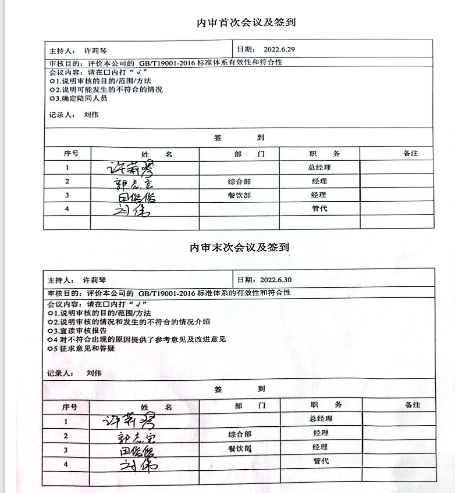 内审首次会议及签到
主持人： 许莉琴 日期：2022.6.29
审核目的：评价本公司的 GB/T19001-2016 标准体系有效性和符合性
会议内容：请在口内打 "√"
O1.说明审核的目的/范围/方法
O2.说明可能发生的不符合的情况
O3.确定陪同人员
记录人： 刘伟
签 到
序号 姓 名 部 门 职 务 备注
1 许莉琴 总经理
2 综合部 经理
3 田俊俊 餐饮部 经理
4 刘伟 管代
内审末次会议及签到
主持人： 许莉琴 日期：2022.6.30
审核目的：评价本公司的 GB/T19001-2016 标准体系的有效性和符合性
会议内容：请在口内打 "√"
O1.说明审核的目的/范围/方法
O2.说明审核的情况和发生的不符合的情况介绍
O3.宣读审核报告
O4 对不符合出现的原因提供了参考意见及改进意见
O5 征求意见和答疑
记录人： 刘伟
签 到
序号 姓 名 部 门 职 务 备注
1 许莉琴 总经理
2 综合部 经理
3 田俊俊 餐饮部 经理
4 刘伟 管代